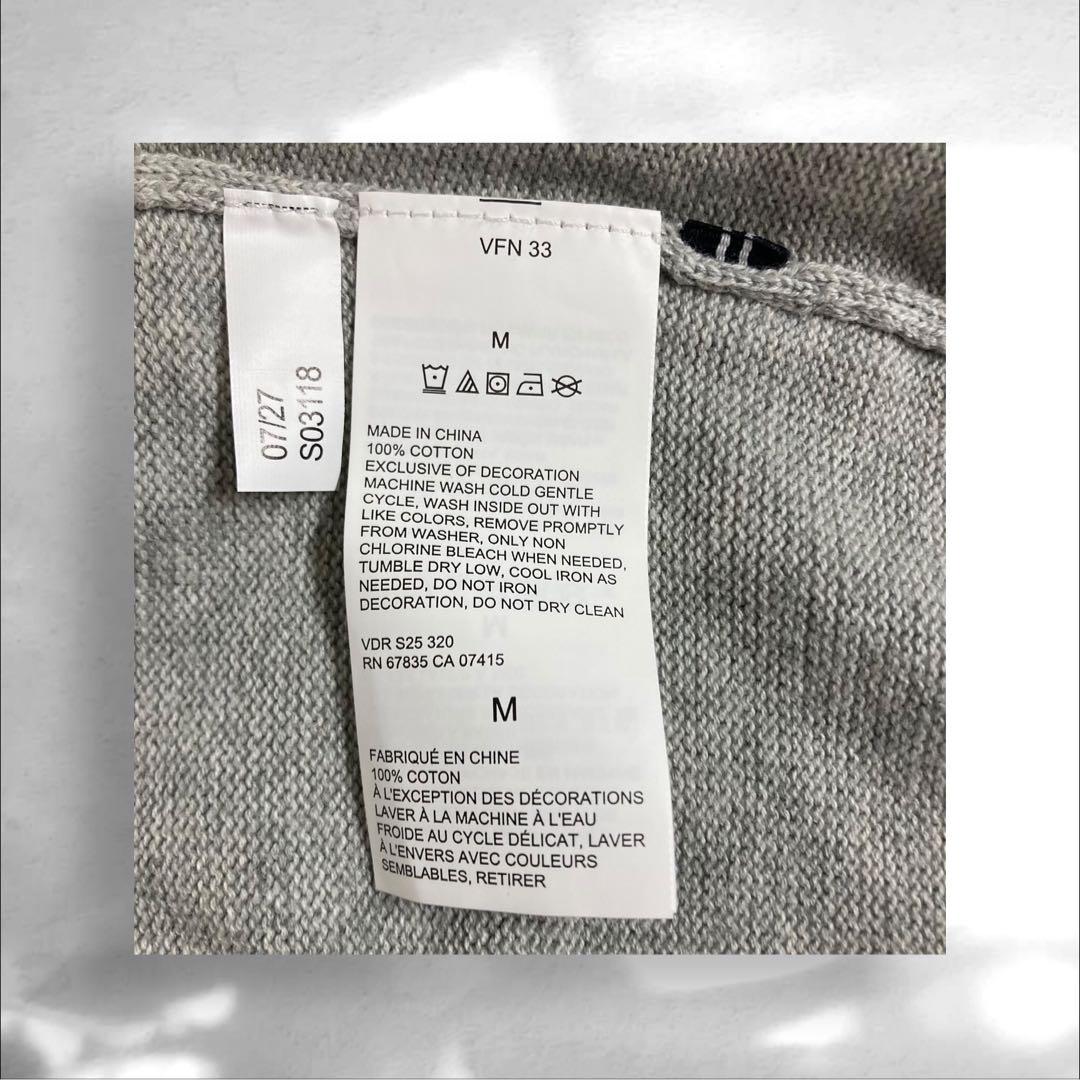 07/27
S03118
VFN 33
M
MADE IN CHINA
100% COTTON
EXCLUSIVE OF DECORATION
MACHINE WASH COLD GENTLE
CYCLE, WASH INSIDE OUT WITH
LIKE COLORS, REMOVE PROMPTLY
FROM WASHER, ONLY NON
CHLORINE BLEACH WHEN NEEDED,
TUMBLE DRY LOW, COOL IRON AS
NEEDED, DO NOT IRON
DECORATION, DO NOT DRY CLEAN
VDR S25 320
RN 67835 CA 07415
M
FABRIQUÉ EN CHINE
100% COTON
À L'EXCEPTION DES DÉCORATIONS
LAVER À LA MACHINE À L'EAU
FROIDE AU CYCLE DÉLICAT, LAVER
À L'ENVERS AVEC COULEURS
SEMBLABLES, RETIRER